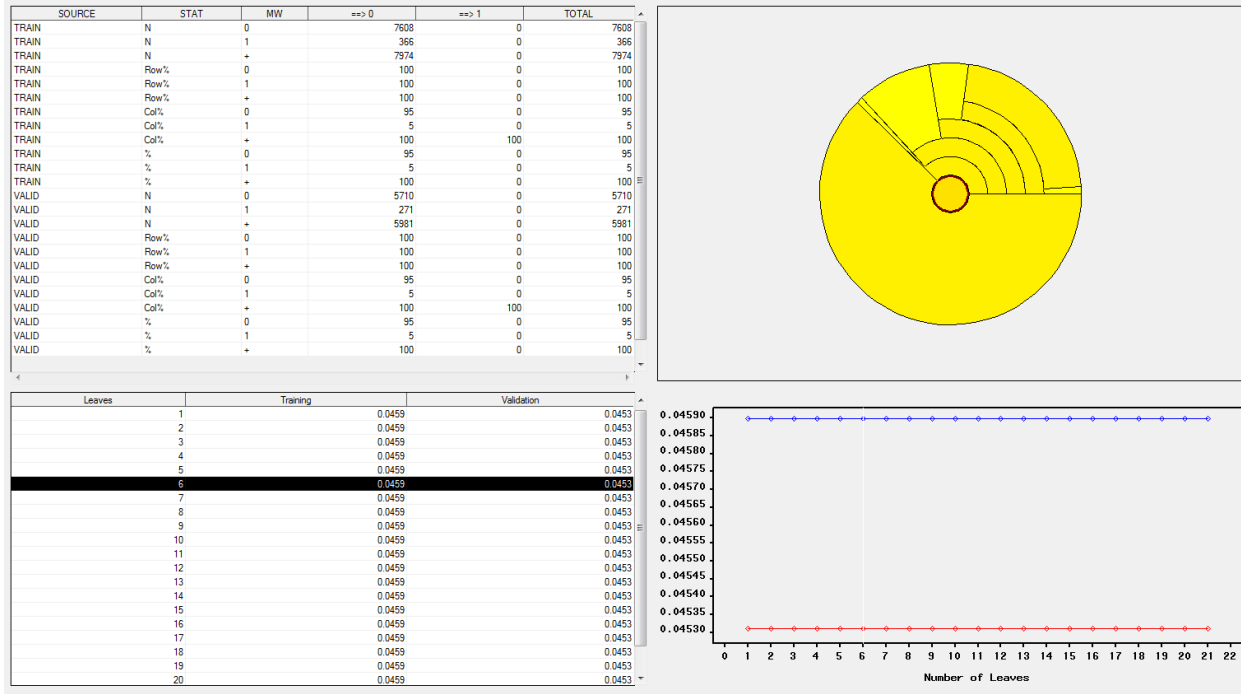 SOURCE STAT MW ==> 0 ==> 1 TOTAL
TRAIN N 0 7608 0 7608
TRAIN N 1 366 0 366
TRAIN N + 7974 0 7974
TRAIN Row% 0 100 0 100
TRAIN Row% 1 100 0 100
TRAIN Row% + 100 0 100
TRAIN Col% 0 95 0 95
TRAIN Col% 1 5 0 5
TRAIN Col% + 100 100 100
TRAIN % 0 95 0 95
TRAIN % 1 5 0 5
TRAIN % + 100 0 100
VALID N 0 5710 0 5710
VALID N 1 271 0 271
VALID N + 5981 0 5981
VALID Row% 0 100 0 100
VALID Row% 1 100 0 100
VALID Row% + 100 0 100
VALID Col% 0 95 0 95
VALID Col% 1 5 0 5
VALID Col% + 100 100 100
VALID % 0 95 0 95
VALID % 1 5 0 5
VALID % + 100 0 100
Leaves Training Validation
1 0.0459 0.0453
2 0.0459 0.0453
3 0.0459 0.0453
4 0.0459 0.0453
5 0.0459 0.0453
6 0.0459 0.0453
7 0.0459 0.0453
8 0.0459 0.0453
9 0.0459 0.0453
10 0.0459 0.0453
11 0.0459 0.0453
12 0.0459 0.0453
13 0.0459 0.0453
14 0.0459 0.0453
15 0.0459 0.0453
16 0.0459 0.0453
17 0.0459 0.0453
18 0.0459 0.0453
19 0.0459 0.0453
20 0.0459 0.0453
0.04590
0.04585
0.04580
0.04575
0.04570
0.04565
0.04560
0.04555
0.04550
0.04545
0.04540
0.04535
0.04530
0 1 2 3 4 5 6 7 8 9 10 11 12 13 14 15 16 17 18 19 20 21 22
Number of Leaves